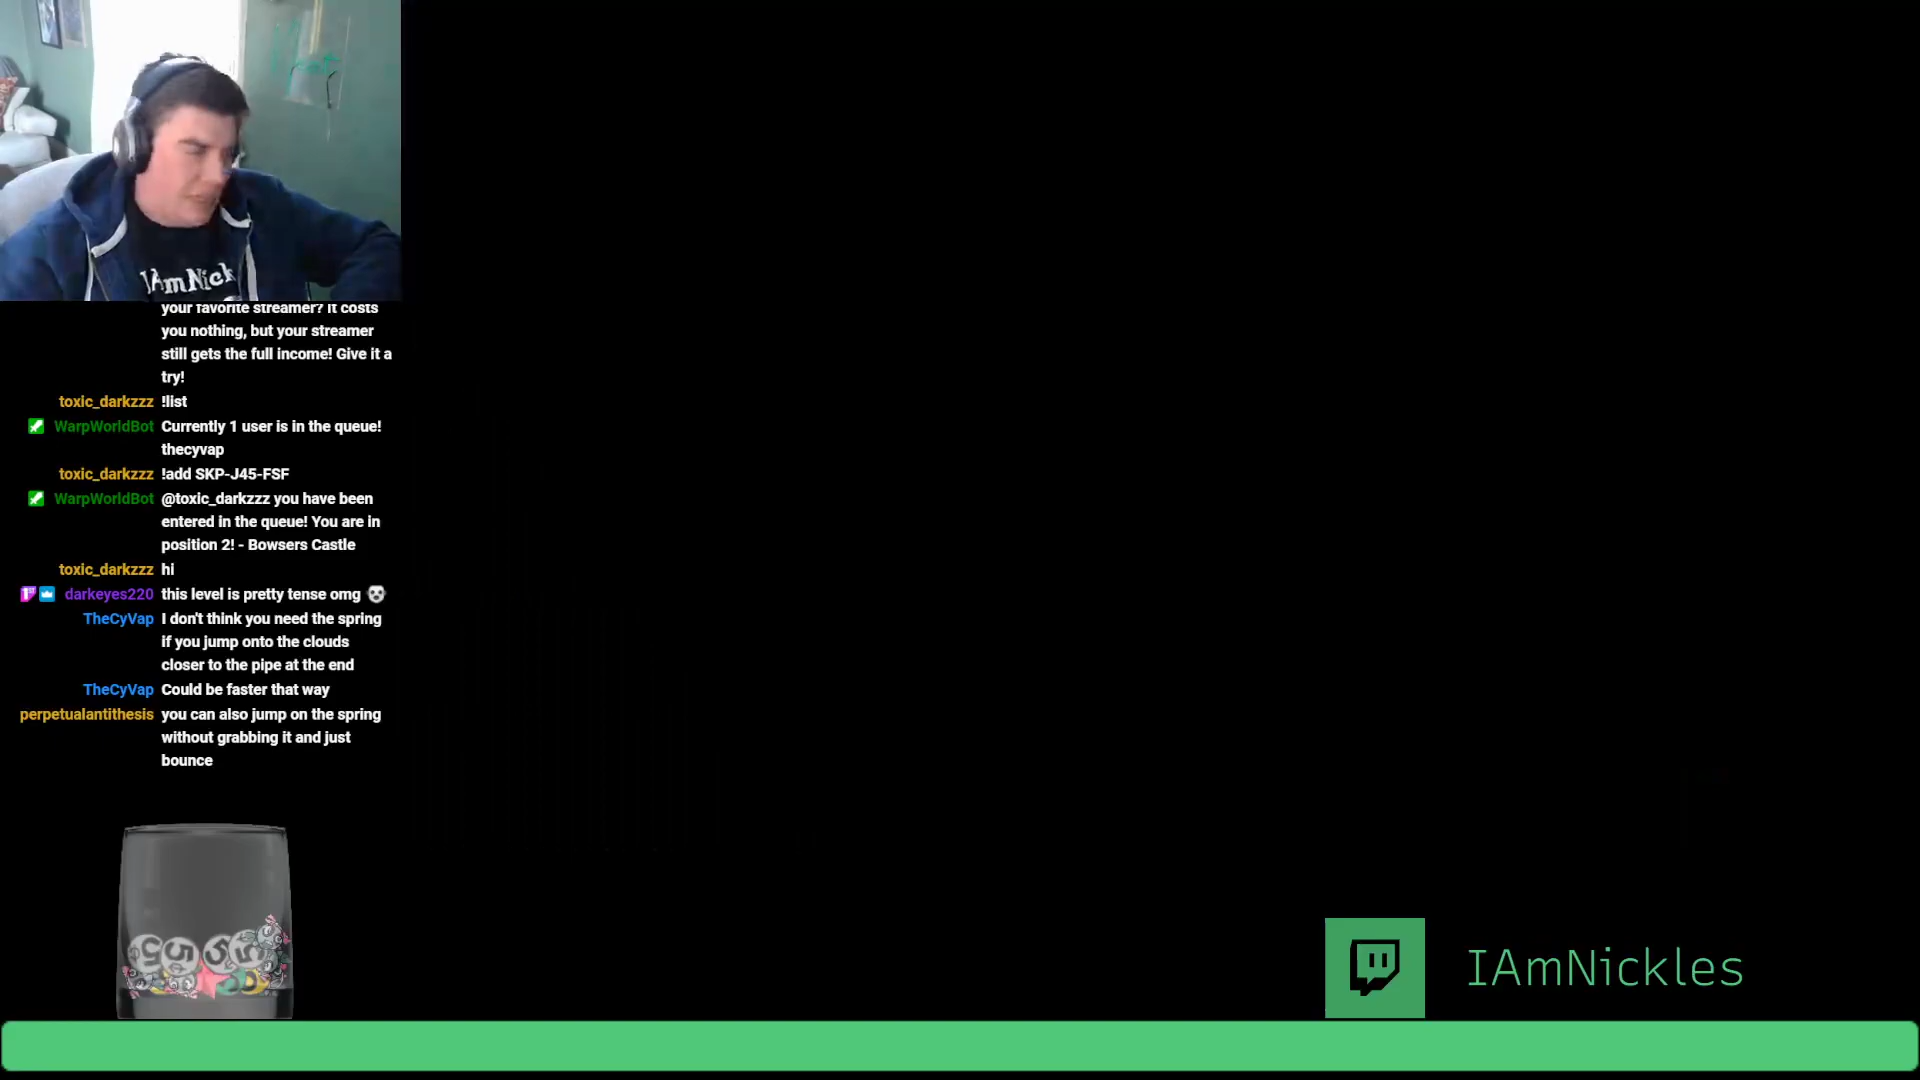 IAmNick
your favorite streamer? It costs
you nothing, but your streamer
still gets the full income! Give it a
try!
toxic_darkzzz !list
WarpWorldBot Currently 1 user is in the queue!
thecyvap
toxic_darkzzz !add SKP-J45-FSF
WarpWorldBot @toxic_darkzzz you have been
entered in the queue! You are in
position 2! - Bowsers Castle
toxic_darkzzz hi
darkeyes220 this level is pretty tense omg
TheCyVap I don't think you need the spring
if you jump onto the clouds
closer to the pipe at the end
TheCyVap Could be faster that way
perpetualantithesis you can also jump on the spring
without grabbing it and just
bounce
5 5 5 5
IAmNickles